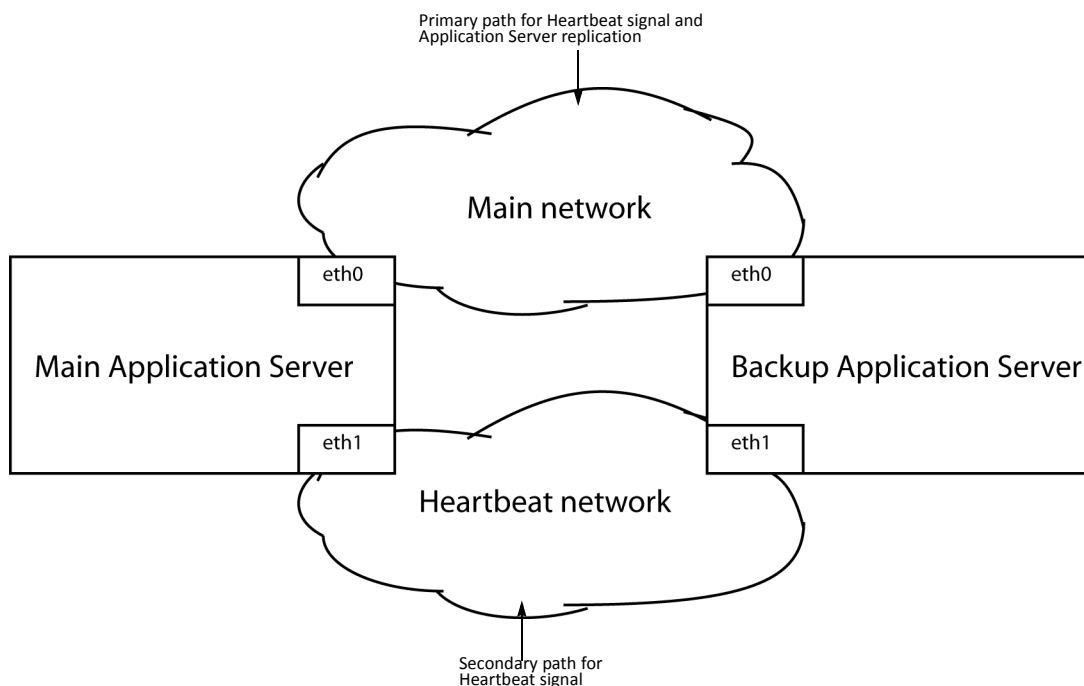 Primary path for Heartbeat signal and
Application Server replication
Main network
eth0
eth0
Main Application Server
Backup Application Server
eth1
eth1
Heartbeat network
Secondary path for
Heartbeat signal